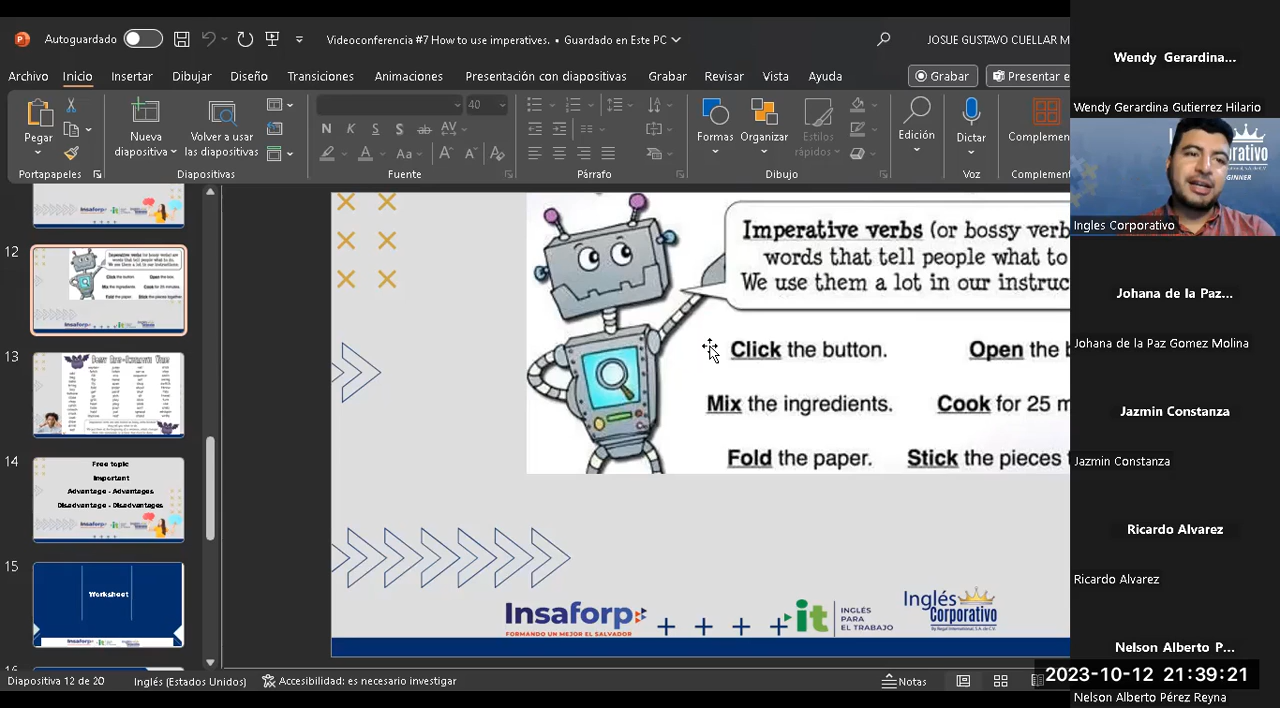 Autoguardado
Videoconferencia #7 How to use imperatives. • Guardado en Este PC
JOSUE GUSTAVO CUELLAR M
Archivo Inicio Insertar Dibujar Diseño Transiciones Animaciones Presentación con diapositivas Grabar Revisar Vista Ayuda
Grabar
Presentar e
Pegar
Nueva diapositiva
Volver a usar las diapositivas
40
N K S S ab AV
A Aa A A A
Formas
Organizar
Estilos rápidos
Edición
Dictar
Complemen
Portapapeles Diapositivas Fuente Párrafo Dibujo Voz Complement
12
13
14
Free topic
Important
Advantage - Advantages
Disadvantage - Disadvantages
15
Worksheet
Imperative verbs (or bossy verb
words that tell people what to
We use them a lot in our instruc
Click the button.
Open the b
Mix the ingredients.
Cook for 25 m
Fold the paper.
Stick the pieces
Insaforp
FORMANDO UN MEJOR EL SALVADOR
it
INGLÉS
PARA
EL TRABAJO
Inglés
Corporativo
Diapositiva 12 de 20
Inglés (Estados Unidos)
Accesibilidad: es necesario investigar
Notas
Wendy Gerardina...
Wendy Gerardina Gutierrez Hilario
Ingles Corporativo
Johana de la Paz...
Johana de la Paz Gomez Molina
Jazmin Constanza
Jazmin Constanza
Ricardo Alvarez
Ricardo Alvarez
Nelson Alberto P...
2023-10-12 21:39:21
Nelson Alberto Pérez Reyna